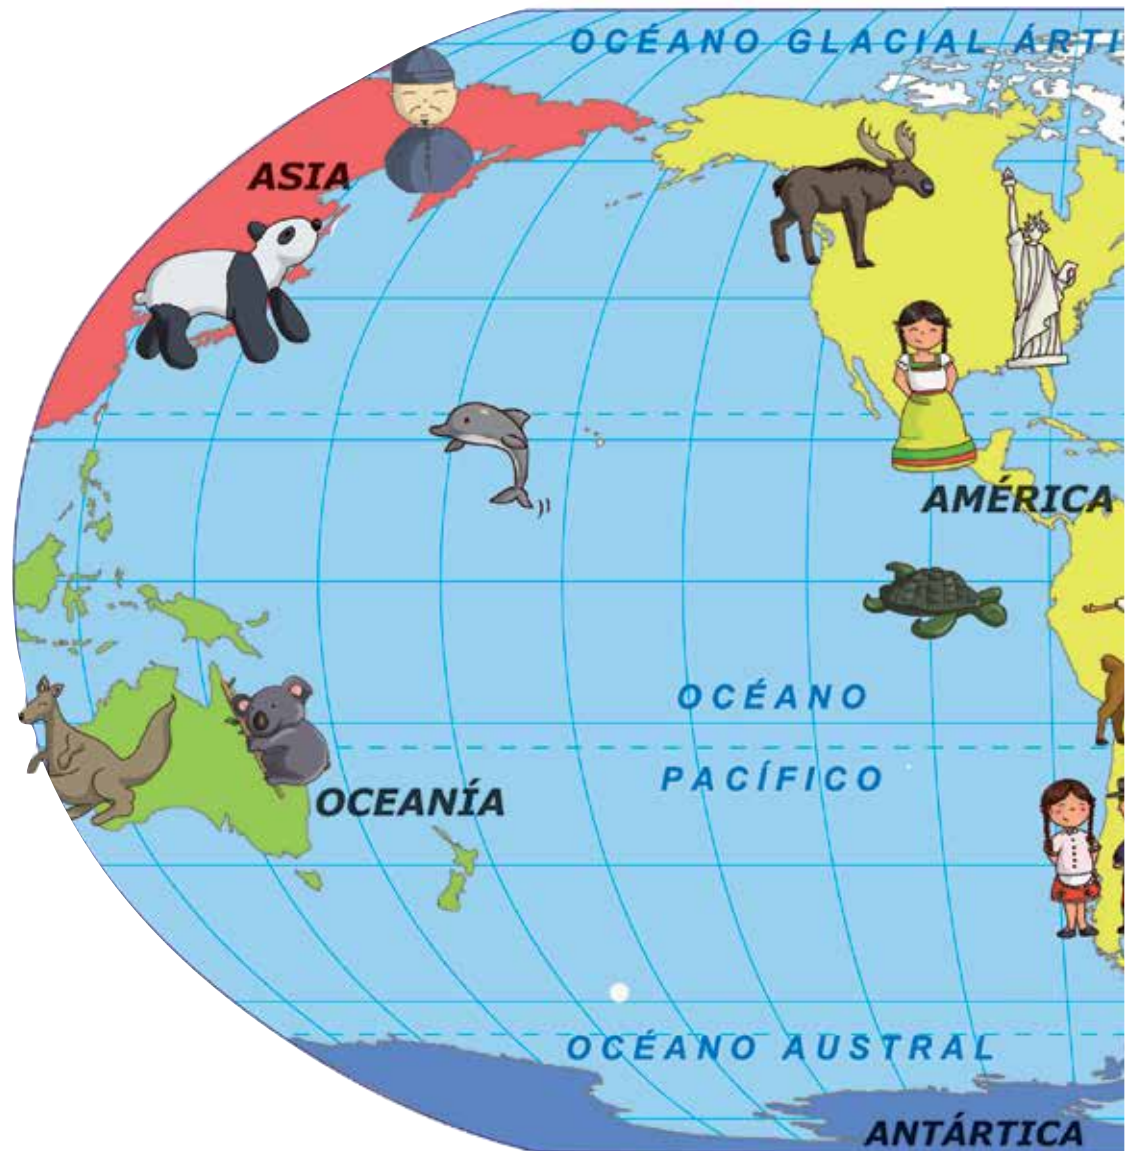 OCÉANO GLACIAL ÁRTI
ASIA
AMÉRICA
OCÉANO
PACÍFICO
OCEANÍA
OCÉANO AUSTRAL
ANTÁRTICA